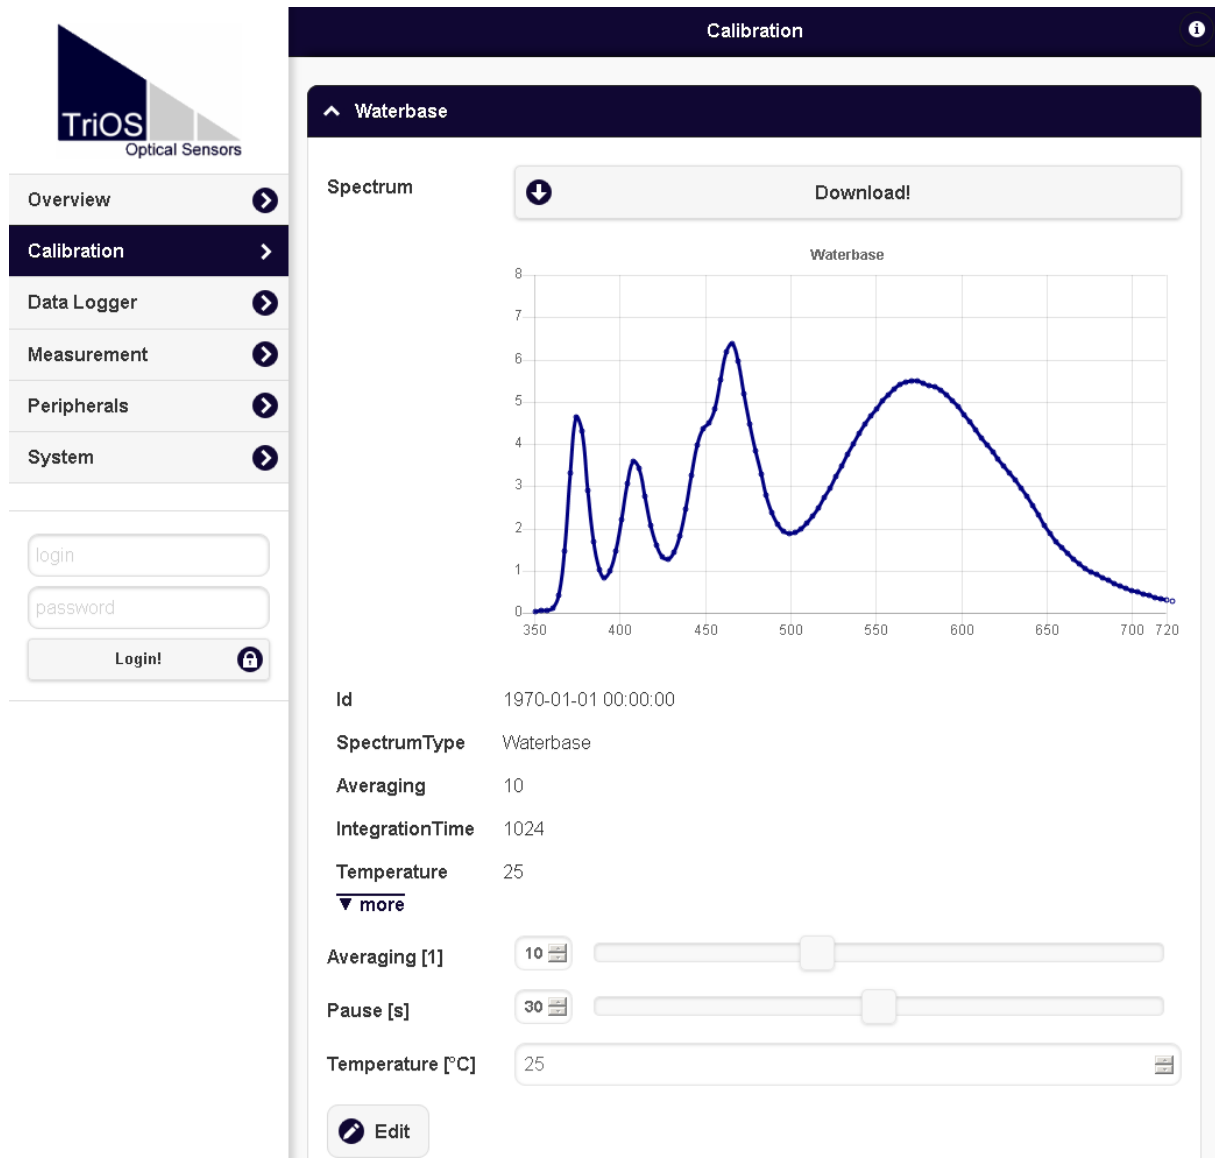 TriOS
Optical Sensors
Overview
Calibration
Data Logger
Measurement
Peripherals
System
login
password
Login!
Calibration
Waterbase
Spectrum
Download!
Waterbase
8
7
6
5
4
3
2
1
0
350 400 450 500 550 600 650 700 720
Id 1970-01-01 00:00:00
SpectrumType Waterbase
Averaging 10
IntegrationTime 1024
Temperature 25
▼ more
Averaging [1] 10
Pause [s] 30
Temperature [°C] 25
Edit